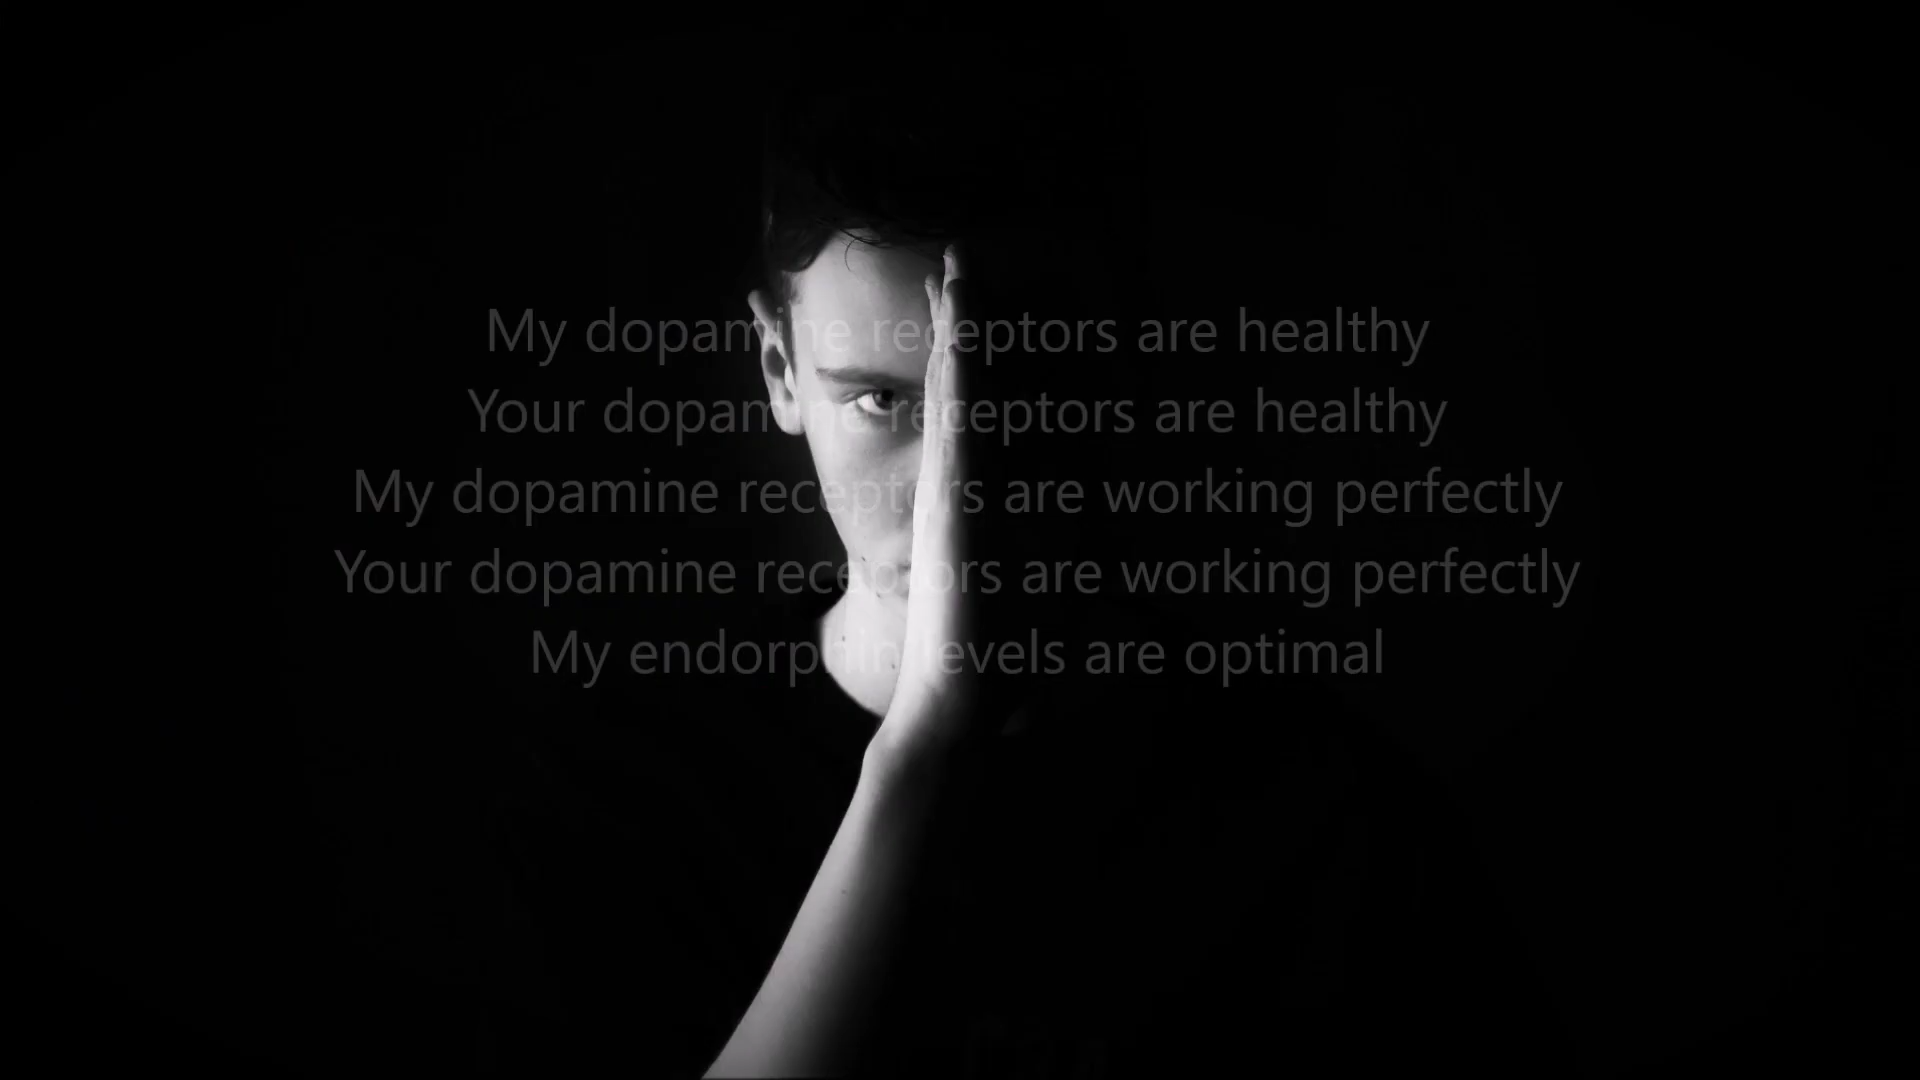 My dopamine receptors are healthy
Your dopamine receptors are healthy
My dopamine receptors are working perfectly
Your dopamine receptors are working perfectly
My endorphin levels are optimal